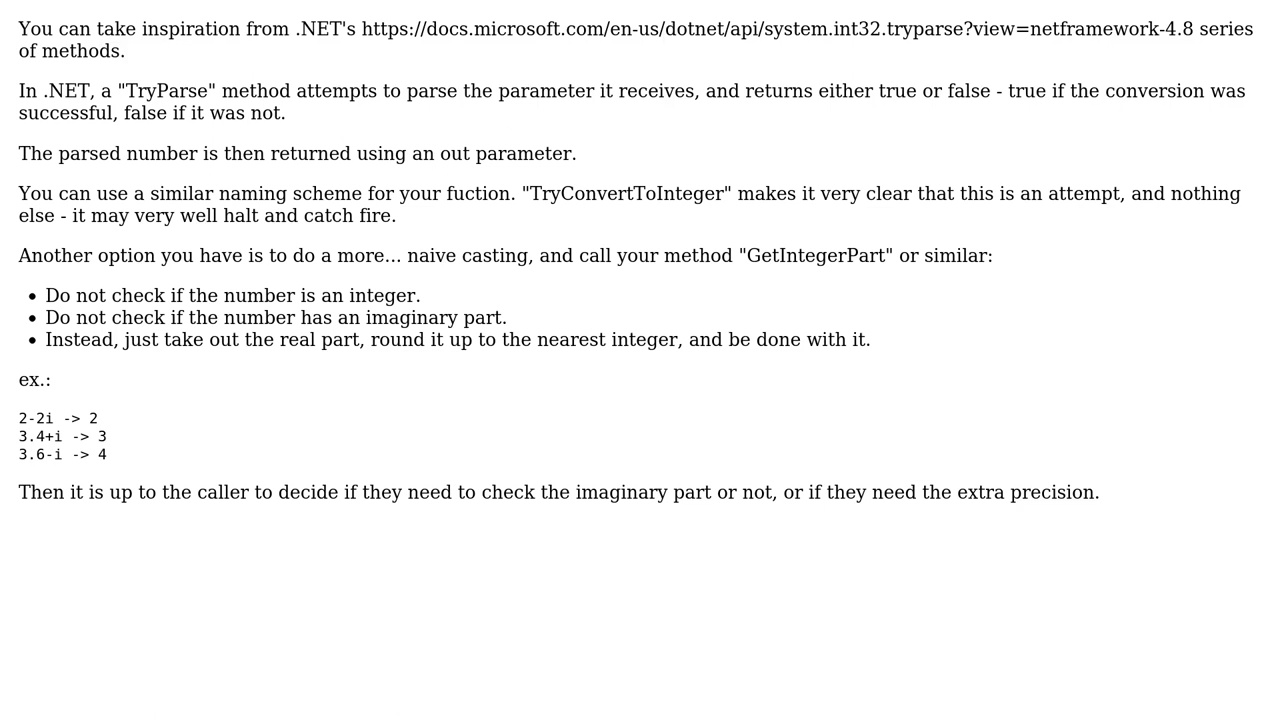 You can take inspiration from .NET's https://docs.microsoft.com/en-us/dotnet/api/system.int32.tryparse?view=netframework-4.8 series
of methods.
In .NET, a "TryParse" method attempts to parse the parameter it receives, and returns either true or false - true if the conversion was
successful, false if it was not.
The parsed number is then returned using an out parameter.
You can use a similar naming scheme for your fuction. "TryConvertToInteger" makes it very clear that this is an attempt, and nothing
else - it may very well halt and catch fire.
Another option you have is to do a more... naive casting, and call your method "GetIntegerPart" or similar:
• Do not check if the number is an integer.
• Do not check if the number has an imaginary part.
• Instead, just take out the real part, round it up to the nearest integer, and be done with it.
ex.:
2-2i -> 2
3.4+i -> 3
3.6-i -> 4
Then it is up to the caller to decide if they need to check the imaginary part or not, or if they need the extra precision.